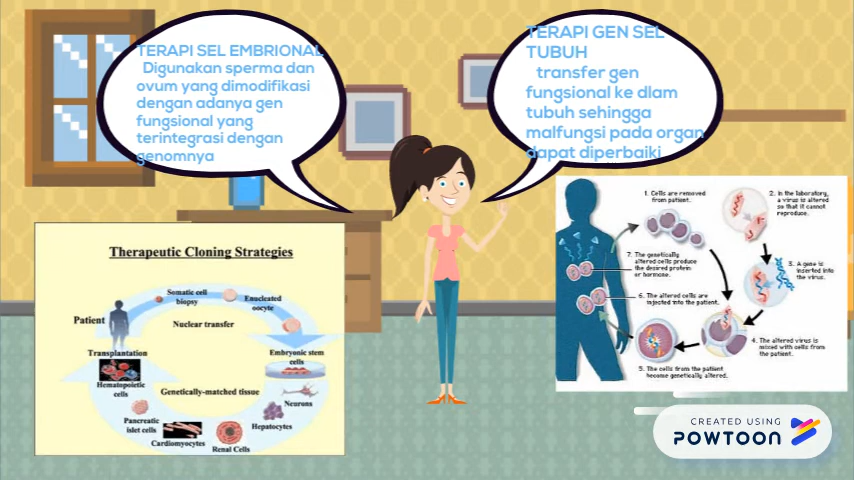 TERAPI SEL EMBRIONAL
Digunakan sperma dan
ovum yang dimodifikasi
dengan adanya gen
fungsional yang
terintegrasi dengan
genomnya
TERAPI GEN SEL
TUBUH
transfer gen
fungsional ke dlam
tubuh sehingga
malfungsi pada organ
dapat diperbaiki
Therapeutic Cloning Strategies
Somatic cell
biopsy
Enucleated
oocyte
Patient
Nuclear transfer
Transplantation
Embryonic stem
cells
Hematopoietic
cells
Genetically-matched tissue
Neurons
Pancreatic
islet cells
Hepatocytes
Cardiomyocytes
Renal Cells
1. Cells are removed
from patient.
2. In the laboratory,
a virus is altered
so that it cannot
reproduce.
3. A gene is
inserted into
the virus.
4. The altered virus is
mixed with cells from
the patient.
5. The cells from the patient
become genetically altered.
6. The altered cells are
injected into the patient.
7. The genetically
altered cells produce
the desired protein
or hormone.
CREATED USING
POWTOON